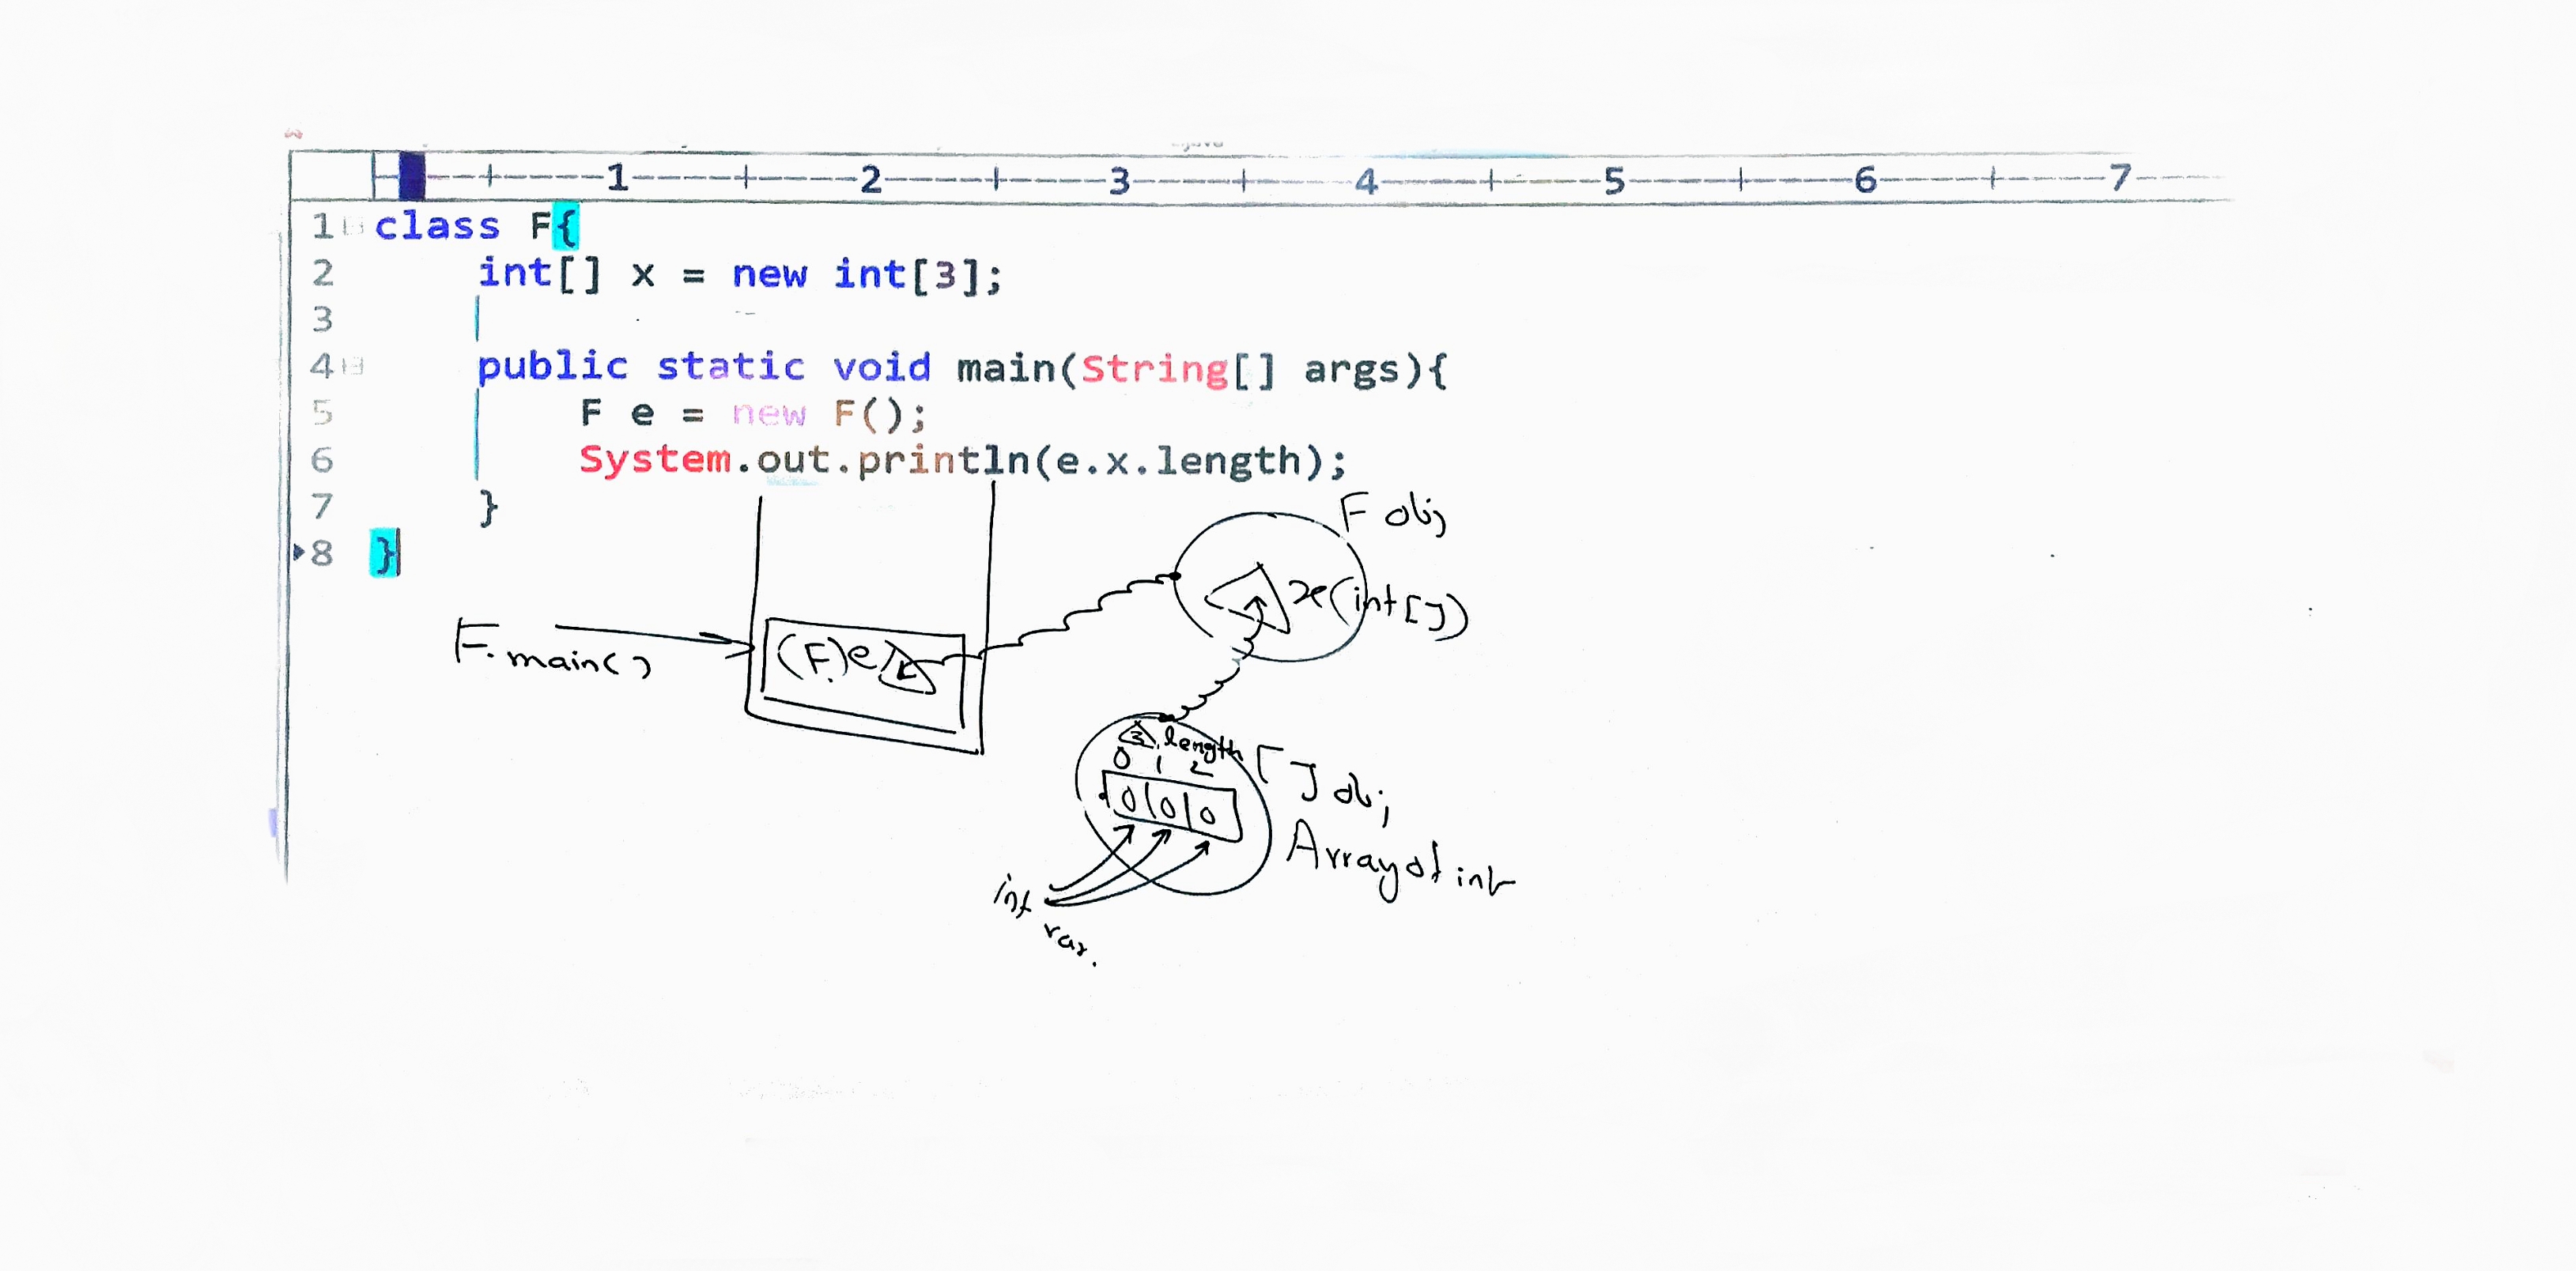 1 2 3 4 5 6 7
1 class F{
2 int[] x = new int[3];
3
4 public static void main(String[] args){
5 F e = new F();
6 System.out.println(e.x.length);
7 }
8 }
F obj
x(int[])
F.main()
(F)e
3 length
0 1 2
0 0 0
[ ] obj
Array of int
int
var.